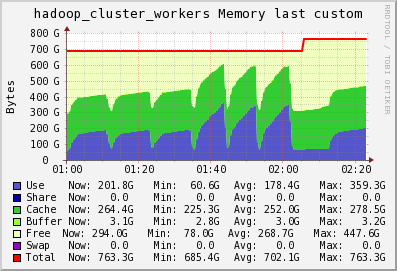 hadoop_cluster_workers Memory last custom
RRDTOOL / TOBI OETIKER
Bytes
800 G
700 G
600 G
500 G
400 G
300 G
200 G
100 G
0
01:00 01:20 01:40 02:00 02:20
Use Now: 201.8G Min: 60.6G Avg: 178.4G Max: 359.3G
Share Now: 0.0 Min: 0.0 Avg: 0.0 Max: 0.0
Cache Now: 264.4G Min: 225.3G Avg: 252.0G Max: 278.5G
Buffer Now: 3.1G Min: 2.8G Avg: 3.0G Max: 3.2G
Free Now: 294.0G Min: 78.0G Avg: 268.7G Max: 447.6G
Swap Now: 0.0 Min: 0.0 Avg: 0.0 Max: 0.0
Total Now: 763.3G Min: 685.4G Avg: 702.1G Max: 763.3G